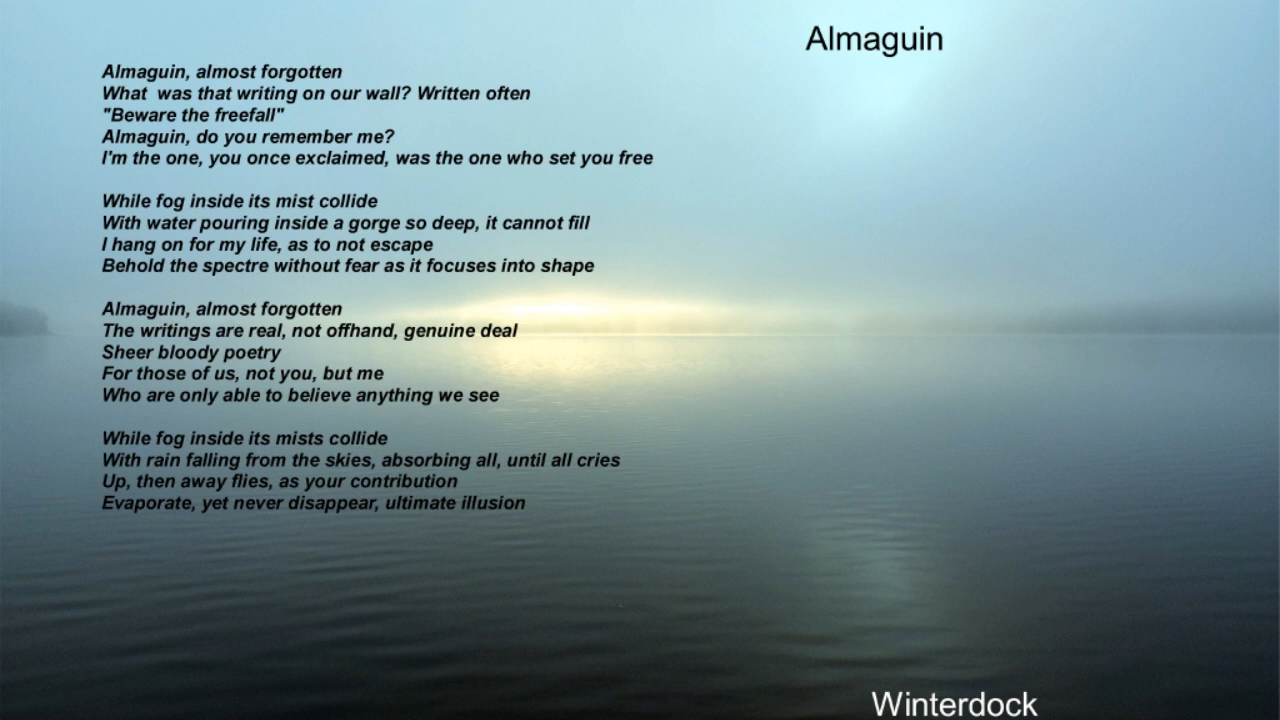 Almaguin
Almaguin, almost forgotten
What  was that writing on our wall? Written often
"Beware the freefall"
Almaguin, do you remember me?
I'm the one, you once exclaimed, was the one who set you free
While fog inside its mist collide
With water pouring inside a gorge so deep, it cannot fill
I hang on for my life, as to not escape
Behold the spectre without fear as it focuses into shape
Almaguin, almost forgotten
The writings are real, not offhand, genuine deal
Sheer bloody poetry
For those of us, not you, but me
Who are only able to believe anything we see
While fog inside its mists collide
With rain falling from the skies, absorbing all, until all cries
Up, then away flies, as your contribution
Evaporate, yet never disappear, ultimate illusion
Winterdock